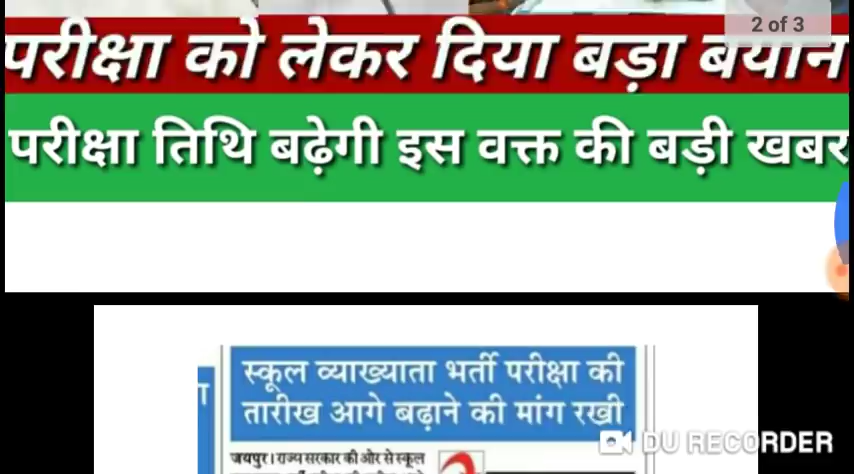 2 of 3
परीक्षा को लेकर दिया बड़ा बयान
परीक्षा तिथि बढ़ेगी इस वक्त की बड़ी खबर
स्कूल व्याख्याता भर्ती परीक्षा की
तारीख आगे बढ़ाने की मांग रखी
जयपुर। राज्य सरकार की ओर से स्कूल
DU RECORDER